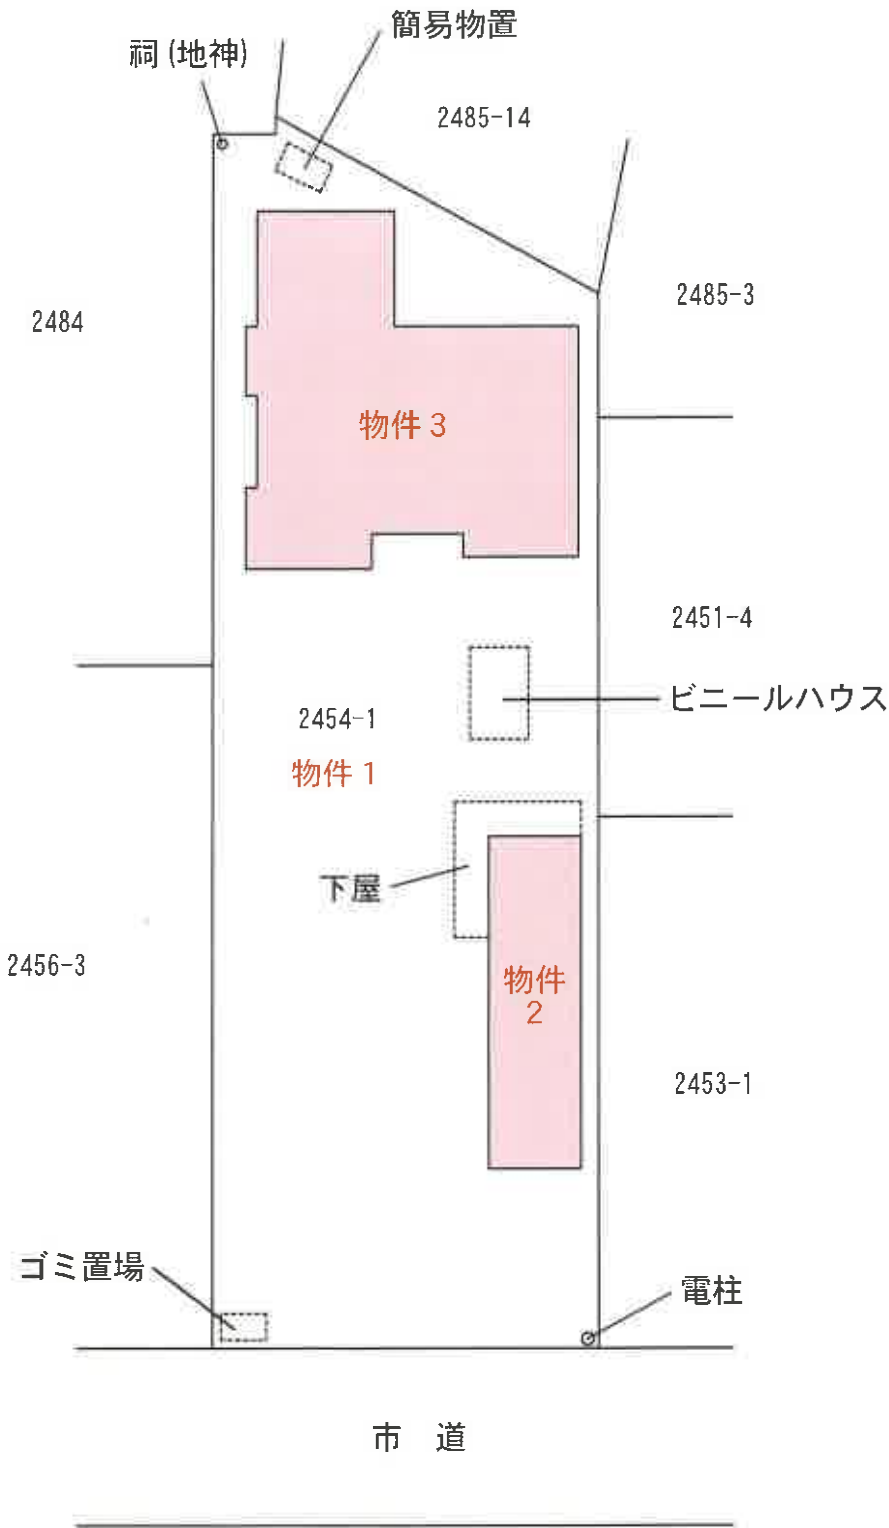 簡易物置
祠(地神)
2485-14
2485-3
2484
物件3
2451-4
ビニールハウス
2454-1
物件1
下屋
2456-3
物件
2
2453-1
ゴミ置場
電柱
市 道